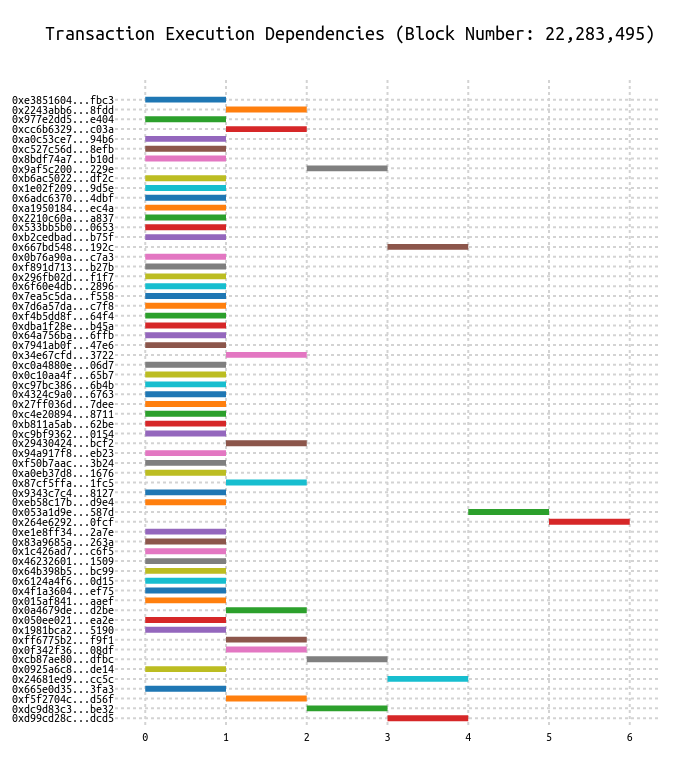 Transaction Execution Dependencies (Block Number: 22,283,495)
0xe3851604...fbc3
0x2243abb6...8fdd
0x977e2dd5...e404
0xcc6b6329...c03a
0xa0c53ce7...94b6
0xc527c56d...8efb
0x8bdf74a7...b10d
0x9af5c200...229e
0xb6ac5022...df2c
0x1e02f209...9d5e
0x6adc6370...4dbf
0xa1950184...ec4a
0x2210c60a...a837
0x533bb5b0...0653
0xb2cedbad...b75f
0x667bd548...192c
0x0b76a90a...c7a3
0xf891d713...b27b
0x296fb02d...f1f7
0x6f60e4db...2896
0x7ea5c5da...f558
0x7d6a57da...c7f8
0xf4b5dd8f...64f4
0xdba1f28e...b45a
0x64a756ba...6ffb
0x7941ab0f...47e6
0x34e67cfd...3722
0xc0a4880e...06d7
0x0c10aa4f...65b7
0xc97bc386...6b4b
0x4324c9a0...6763
0x27ff036d...7dee
0xc4e20894...8711
0xb811a5ab...62be
0xc9bf9362...0154
0x29430424...bcf2
0x94a917f8...eb23
0xf50b7aac...3b24
0xa0eb37d8...1676
0x87cf5ffa...1fc5
0x9343c7c4...8127
0xeb58c17b...d9e4
0x053a1d9e...587d
0x264e6292...0fcf
0xe1e8ff34...2a7e
0x83a9685a...263a
0x1c426ad7...c6f5
0x46232601...1509
0x64b398b5...bc99
0x6124a4f6...0d15
0x4f1a3604...ef75
0x015af841...aaef
0x0a4679de...d2be
0x050ee021...ea2e
0x1981bca2...5190
0xff6775b2...f9f1
0x0f342f36...08df
0xcb87ae80...dfbc
0x0925a6c8...de14
0x24681ed9...cc5c
0x665e0d35...3fa3
0xf5f2704c...d56f
0xdc9d83c3...be32
0xd99cd28c...dcd5
0 1 2 3 4 5 6